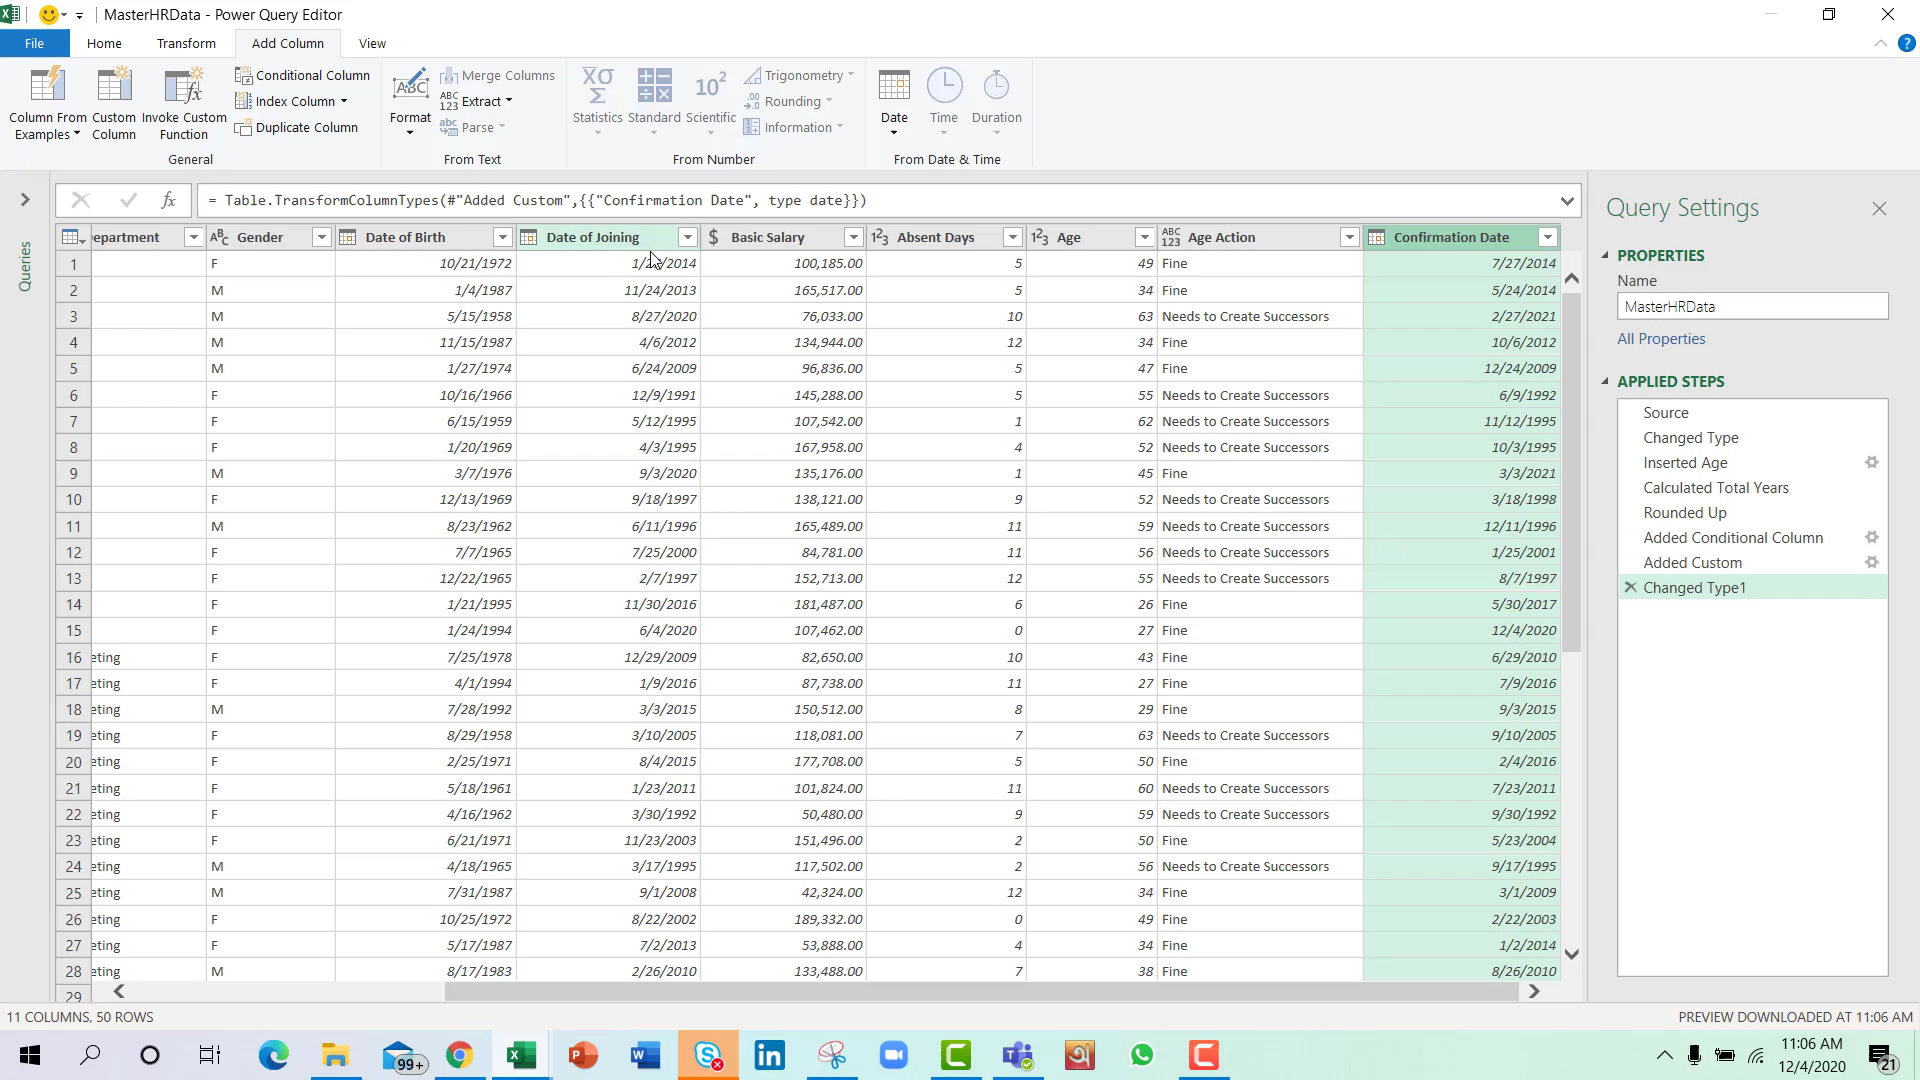 MasterHRData - Power Query Editor
File Home Transform Add Column View
Column From Examples
Custom Column
Invoke Custom Function
Conditional Column
Index Column
Duplicate Column
General
Format
Merge Columns
Extract
Parse
From Text
Statistics
Standard
Scientific
Trigonometry
Rounding
Information
From Number
Date
Time
Duration
From Date & Time
= Table.TransformColumnTypes(#"Added Custom",{{"Confirmation Date", type date}})
Queries
epartment Gender Date of Birth Date of Joining Basic Salary Absent Days Age Age Action Confirmation Date
1 F 10/21/1972 2014 100,185.00 5 49 Fine 7/27/2014
2 M 1/4/1987 11/24/2013 165,517.00 5 34 Fine 5/24/2014
3 M 5/15/1958 8/27/2020 76,033.00 10 63 Needs to Create Successors 2/27/2021
4 M 11/15/1987 4/6/2012 134,944.00 12 34 Fine 10/6/2012
5 M 1/27/1974 6/24/2009 96,836.00 5 47 Fine 12/24/2009
6 F 10/16/1966 12/9/1991 145,288.00 5 55 Needs to Create Successors 6/9/1992
7 F 6/15/1959 5/12/1995 107,542.00 1 62 Needs to Create Successors 11/12/1995
8 F 1/20/1969 4/3/1995 167,958.00 4 52 Needs to Create Successors 10/3/1995
9 M 3/7/1976 9/3/2020 135,176.00 1 45 Fine 3/3/2021
10 F 12/13/1969 9/18/1997 138,121.00 9 52 Needs to Create Successors 3/18/1998
11 M 8/23/1962 6/11/1996 165,489.00 11 59 Needs to Create Successors 12/11/1996
12 F 7/7/1965 7/25/2000 84,781.00 11 56 Needs to Create Successors 1/25/2001
13 F 12/22/1965 2/7/1997 152,713.00 12 55 Needs to Create Successors 8/7/1997
14 F 1/21/1995 11/30/2016 181,487.00 6 26 Fine 5/30/2017
15 F 1/24/1994 6/4/2020 107,462.00 0 27 Fine 12/4/2020
16 eting F 7/25/1978 12/29/2009 82,650.00 10 43 Fine 6/29/2010
17 eting F 4/1/1994 1/9/2016 87,738.00 11 27 Fine 7/9/2016
18 eting M 7/28/1992 3/3/2015 150,512.00 8 29 Fine 9/3/2015
19 eting F 8/29/1958 3/10/2005 118,081.00 7 63 Needs to Create Successors 9/10/2005
20 eting F 2/25/1971 8/4/2015 177,708.00 5 50 Fine 2/4/2016
21 eting F 5/18/1961 1/23/2011 101,824.00 11 60 Needs to Create Successors 7/23/2011
22 eting F 4/16/1962 3/30/1992 50,480.00 9 59 Needs to Create Successors 9/30/1992
23 eting F 6/21/1971 11/23/2003 151,496.00 2 50 Fine 5/23/2004
24 eting M 4/18/1965 3/17/1995 117,502.00 2 56 Needs to Create Successors 9/17/1995
25 eting M 7/31/1987 9/1/2008 42,324.00 12 34 Fine 3/1/2009
26 eting F 10/25/1972 8/22/2002 189,332.00 0 49 Fine 2/22/2003
27 eting F 5/17/1987 7/2/2013 53,888.00 4 34 Fine 1/2/2014
28 eting M 8/17/1983 2/26/2010 133,488.00 7 38 Fine 8/26/2010
29
Query Settings
PROPERTIES
Name
MasterHRData
All Properties
APPLIED STEPS
Source
Changed Type
Inserted Age
Calculated Total Years
Rounded Up
Added Conditional Column
Added Custom
Changed Type1
11 COLUMNS, 50 ROWS
PREVIEW DOWNLOADED AT 11:06 AM
99+
11:06 AM
12/4/2020
21